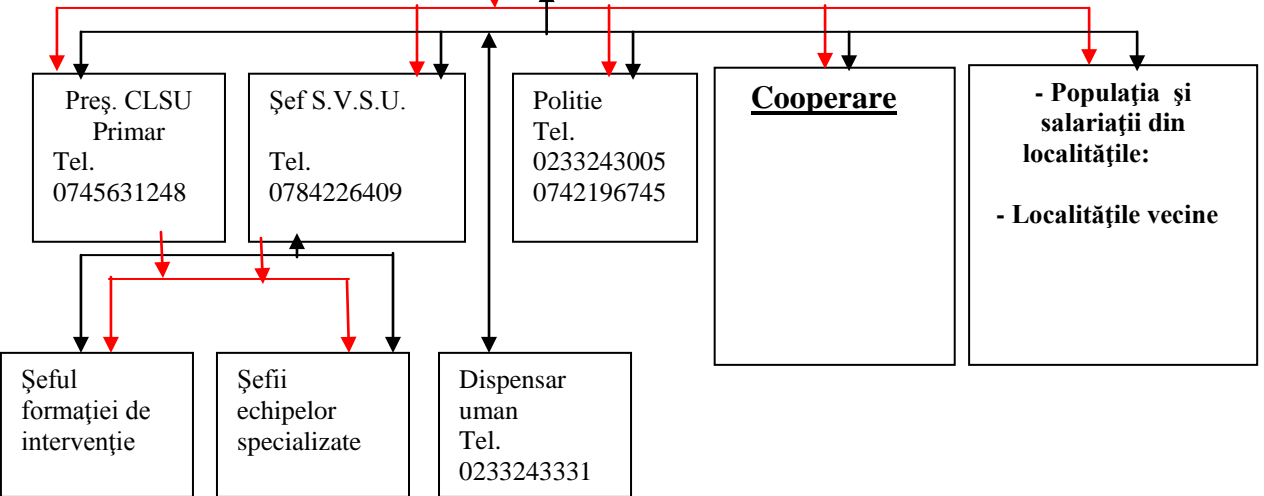 Preş. CLSU
Primar
Tel.
0745631248
Şef S.V.S.U.
Tel.
0784226409
Politie
Tel.
0233243005
0742196745
Cooperare
- Populaţia şi
salariaţii din
localităţile:
- Localităţile vecine
Şeful
formaţiei de
intervenţie
Şefii
echipelor
specializate
Dispensar
uman
Tel.
0233243331